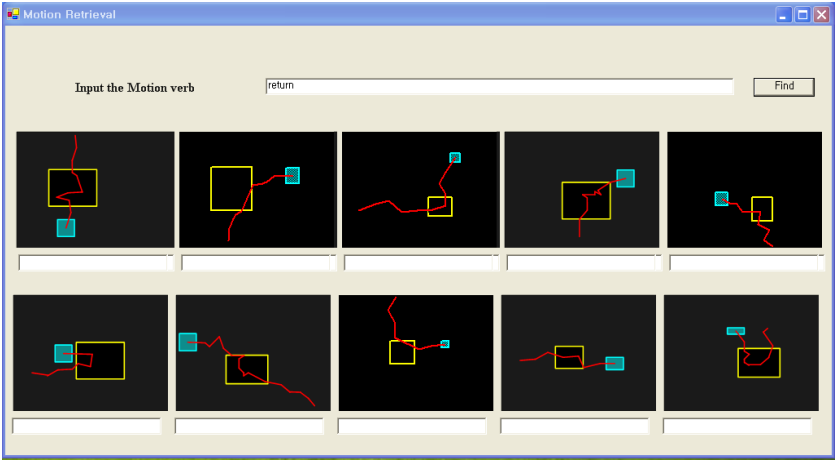 Motion Retrieval
Input the Motion verb
return
Find